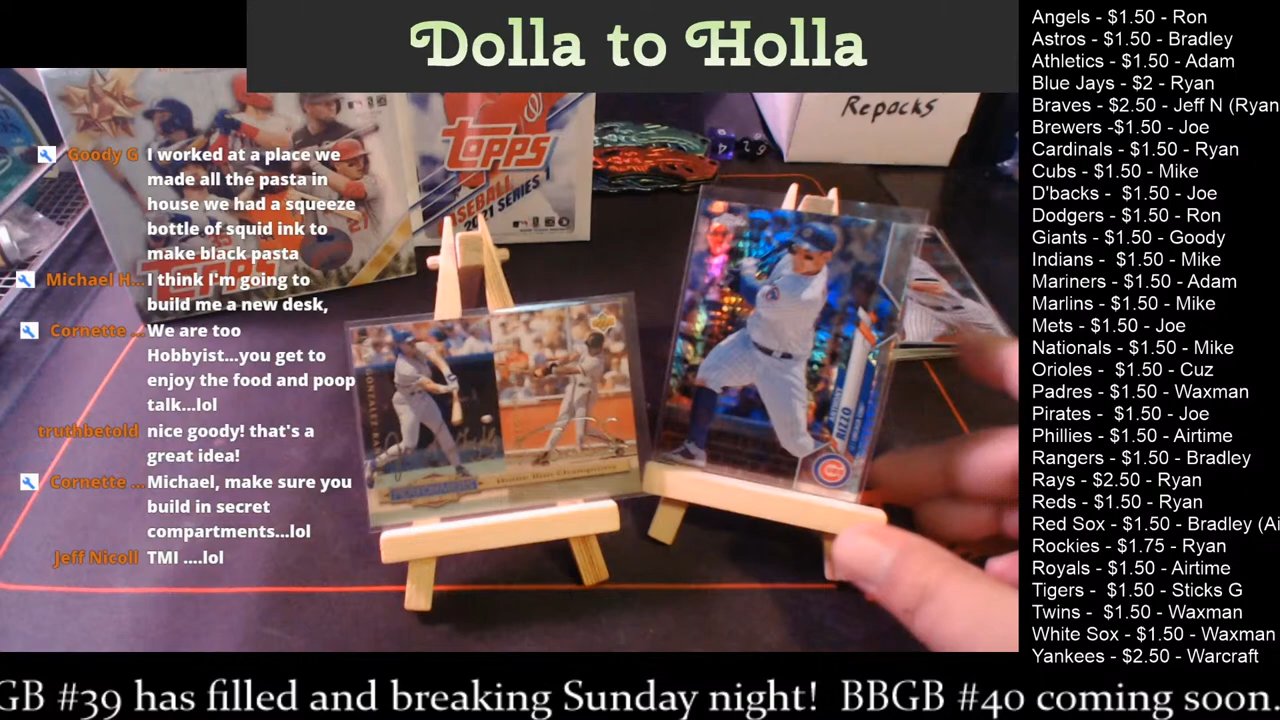 Dolla to Holla
Repacks
TOPPS
BASEBALL
2021 SERIES 1
TOPPS
27
Goody G I worked at a place we
made all the pasta in
house we had a squeeze
bottle of squid ink to
make black pasta
Michael H... I think I'm going to
build me a new desk,
Cornette ... We are too
Hobbyist...you get to
enjoy the food and poop
talk...lol
truthbetold nice goody! that's a
great idea!
Cornette ... Michael, make sure you
build in secret
compartments...lol
Jeff Nicoll TMI ....lol
Home Run Champions
RIZZO
Angels - $1.50 - Ron
Astros - $1.50 - Bradley
Athletics - $1.50 - Adam
Blue Jays - $2 - Ryan
Braves - $2.50 - Jeff N (Ryan
Brewers -$1.50 - Joe
Cardinals - $1.50 - Ryan
Cubs - $1.50 - Mike
D'backs - $1.50 - Joe
Dodgers - $1.50 - Ron
Giants - $1.50 - Goody
Indians - $1.50 - Mike
Mariners - $1.50 - Adam
Marlins - $1.50 - Mike
Mets - $1.50 - Joe
Nationals - $1.50 - Mike
Orioles - $1.50 - Cuz
Padres - $1.50 - Waxman
Pirates - $1.50 - Joe
Phillies - $1.50 - Airtime
Rangers - $1.50 - Bradley
Rays - $2.50 - Ryan
Reds - $1.50 - Ryan
Red Sox - $1.50 - Bradley (Ai
Rockies - $1.75 - Ryan
Royals - $1.50 - Airtime
Tigers - $1.50 - Sticks G
Twins - $1.50 - Waxman
White Sox - $1.50 - Waxman
Yankees - $2.50 - Warcraft
GB #39 has filled and breaking Sunday night! BBGB #40 coming soon.